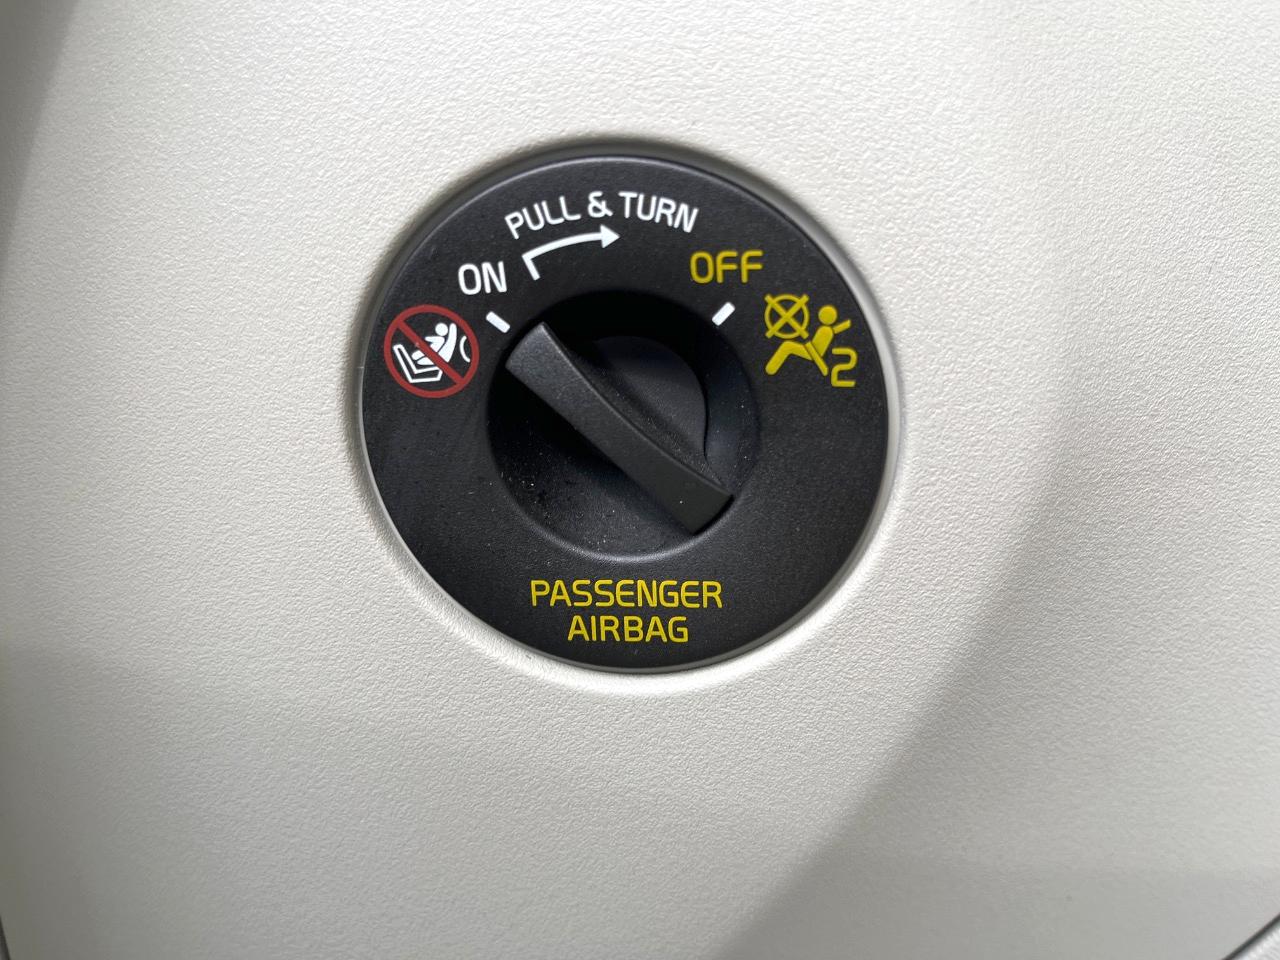 PULL & TURN
ON
OFF
2
PASSENGER
AIRBAG